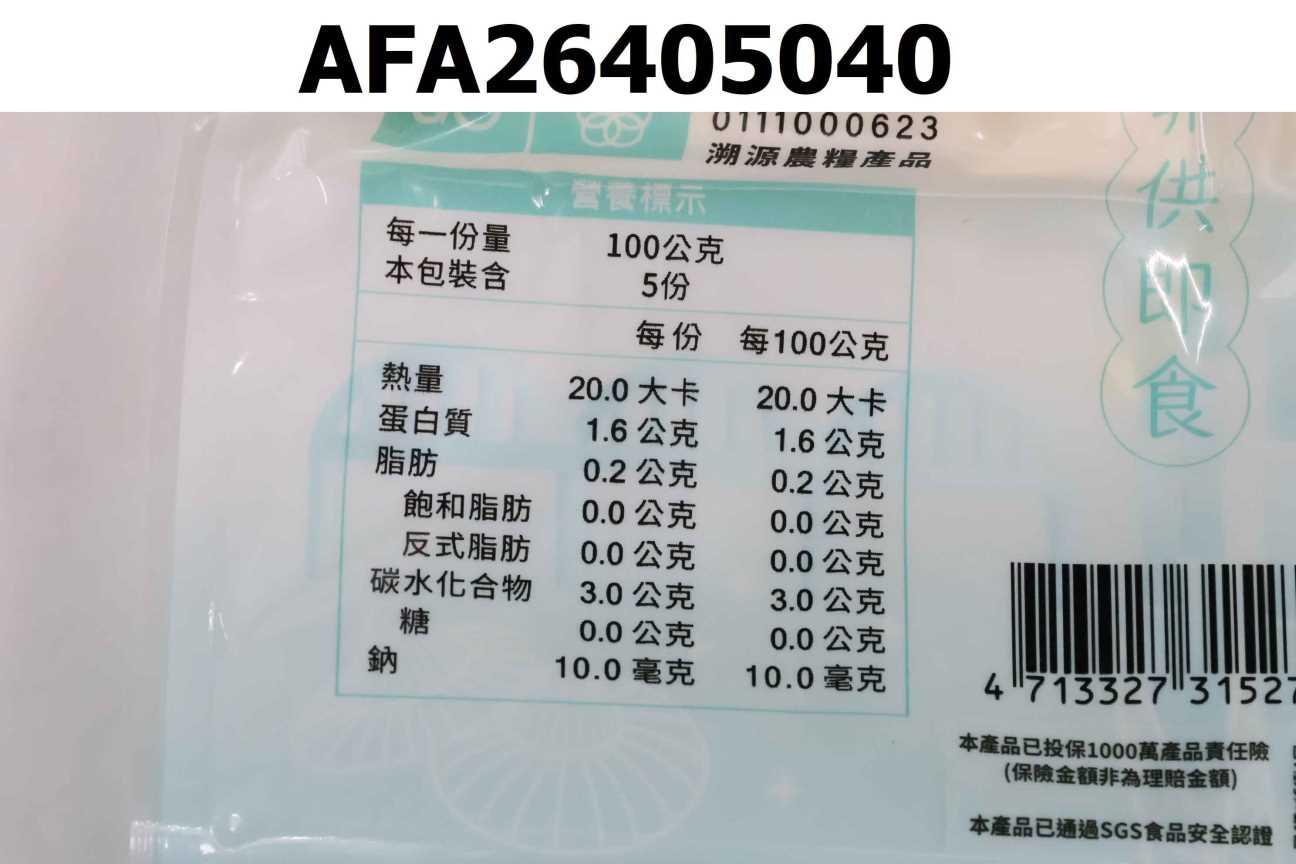 AFA26405040
0111000623
溯源農糧產品
營養標示
每一份量 100公克
本包裝含 5份
每份 每100公克
熱量 20.0 大卡 20.0 大卡
蛋白質 1.6 公克 1.6 公克
脂肪 0.2 公克 0.2 公克
飽和脂肪 0.0 公克 0.0 公克
反式脂肪 0.0 公克 0.0 公克
碳水化合物 3.0 公克 3.0 公克
糖 0.0 公克 0.0 公克
鈉 10.0 毫克 10.0 毫克
非供即食
4 713327 31527
本產品已投保1000萬產品責任險
(保險金額非為理賠金額)
本產品已通過SGS食品安全認證